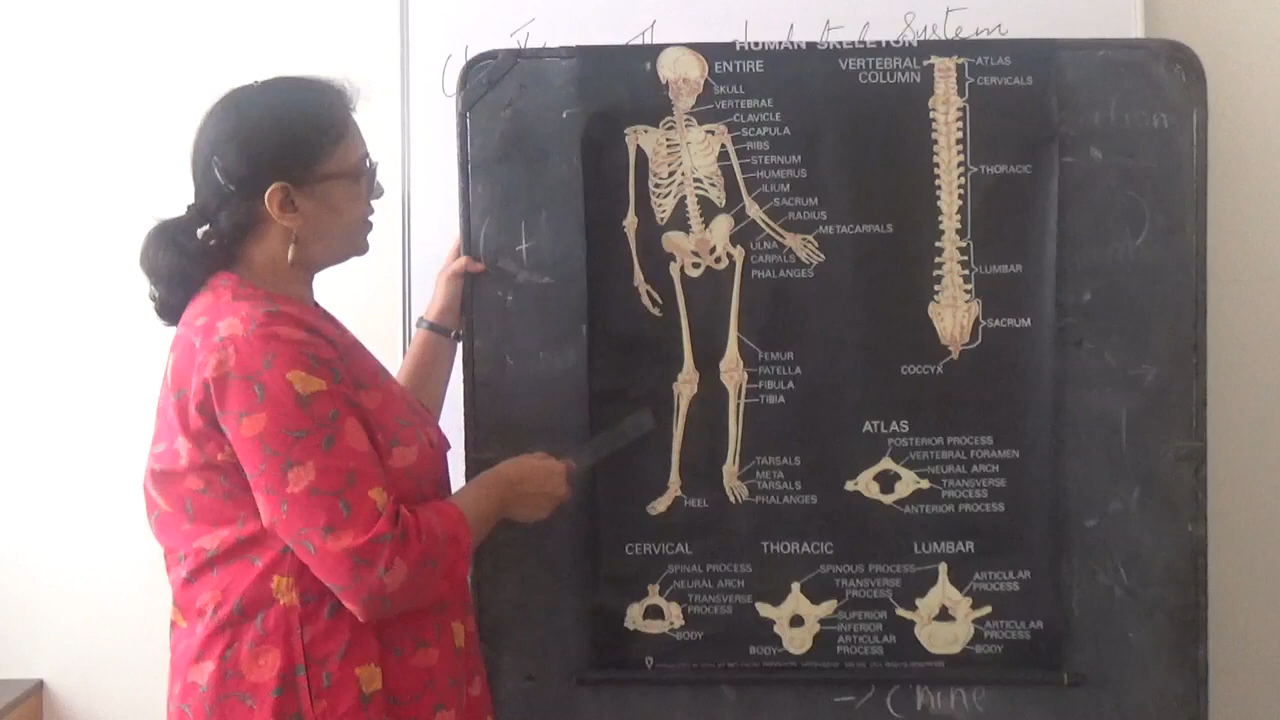 System
HUMAN SKELETON
ENTIRE
SKULL
VERTEBRAE
CLAVICLE
SCAPULA
RIBS
STERNUM
HUMERUS
ILIUM
SACRUM
RADIUS
METACARPALS
ULNA
CARPALS
PHALANGES
FEMUR
PATELLA
FIBULA
TIBIA
TARSALS
META
TARSALS
PHALANGES
HEEL
VERTEBRAL
COLUMN
ATLAS
CERVICALS
THORACIC
LUMBAR
SACRUM
COCCYX
ATLAS
POSTERIOR PROCESS
VERTEBRAL FORAMEN
NEURAL ARCH
TRANSVERSE
PROCESS
ANTERIOR PROCESS
CERVICAL
SPINAL PROCESS
NEURAL ARCH
TRANSVERSE
PROCESS
BODY
THORACIC
SPINOUS PROCESS
TRANSVERSE
PROCESS
SUPERIOR
INFERIOR
ARTICULAR
PROCESS
BODY
LUMBAR
ARTICULAR
PROCESS
ARTICULAR
PROCESS
BODY